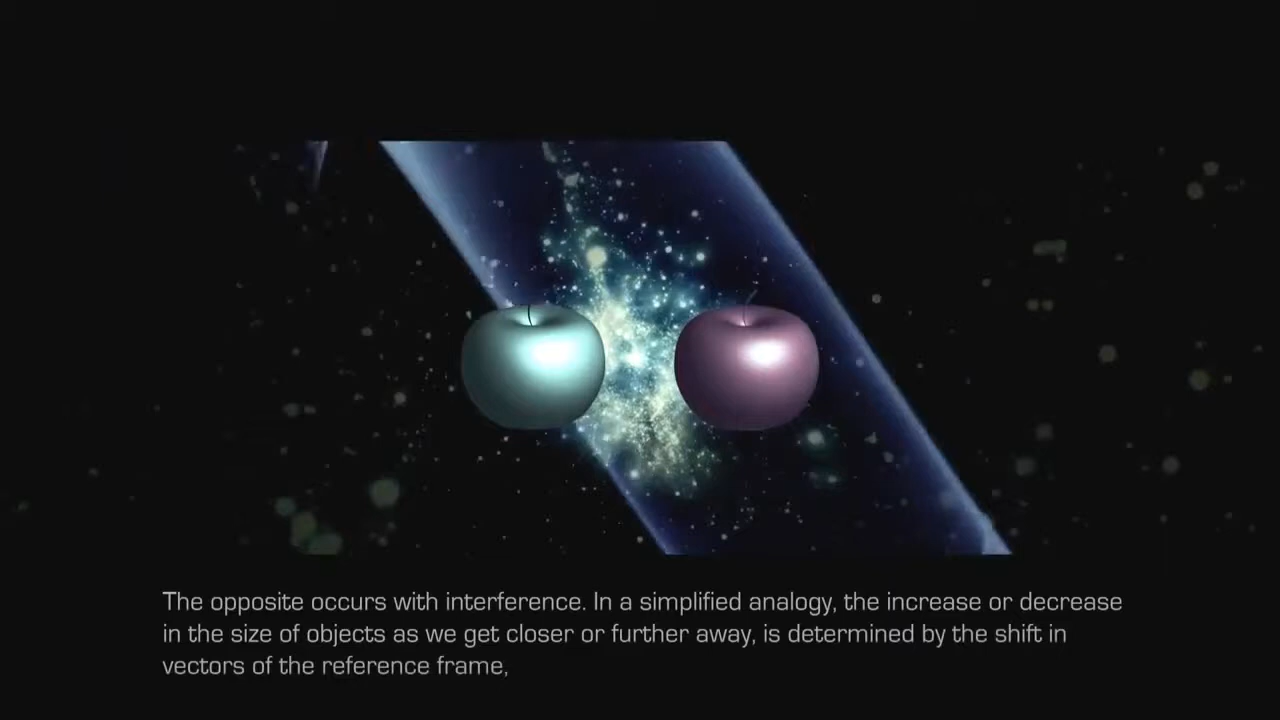 The opposite occurs with interference. In a simplified analogy, the increase or decrease
in the size of objects as we get closer or further away, is determined by the shift in
vectors of the reference frame,